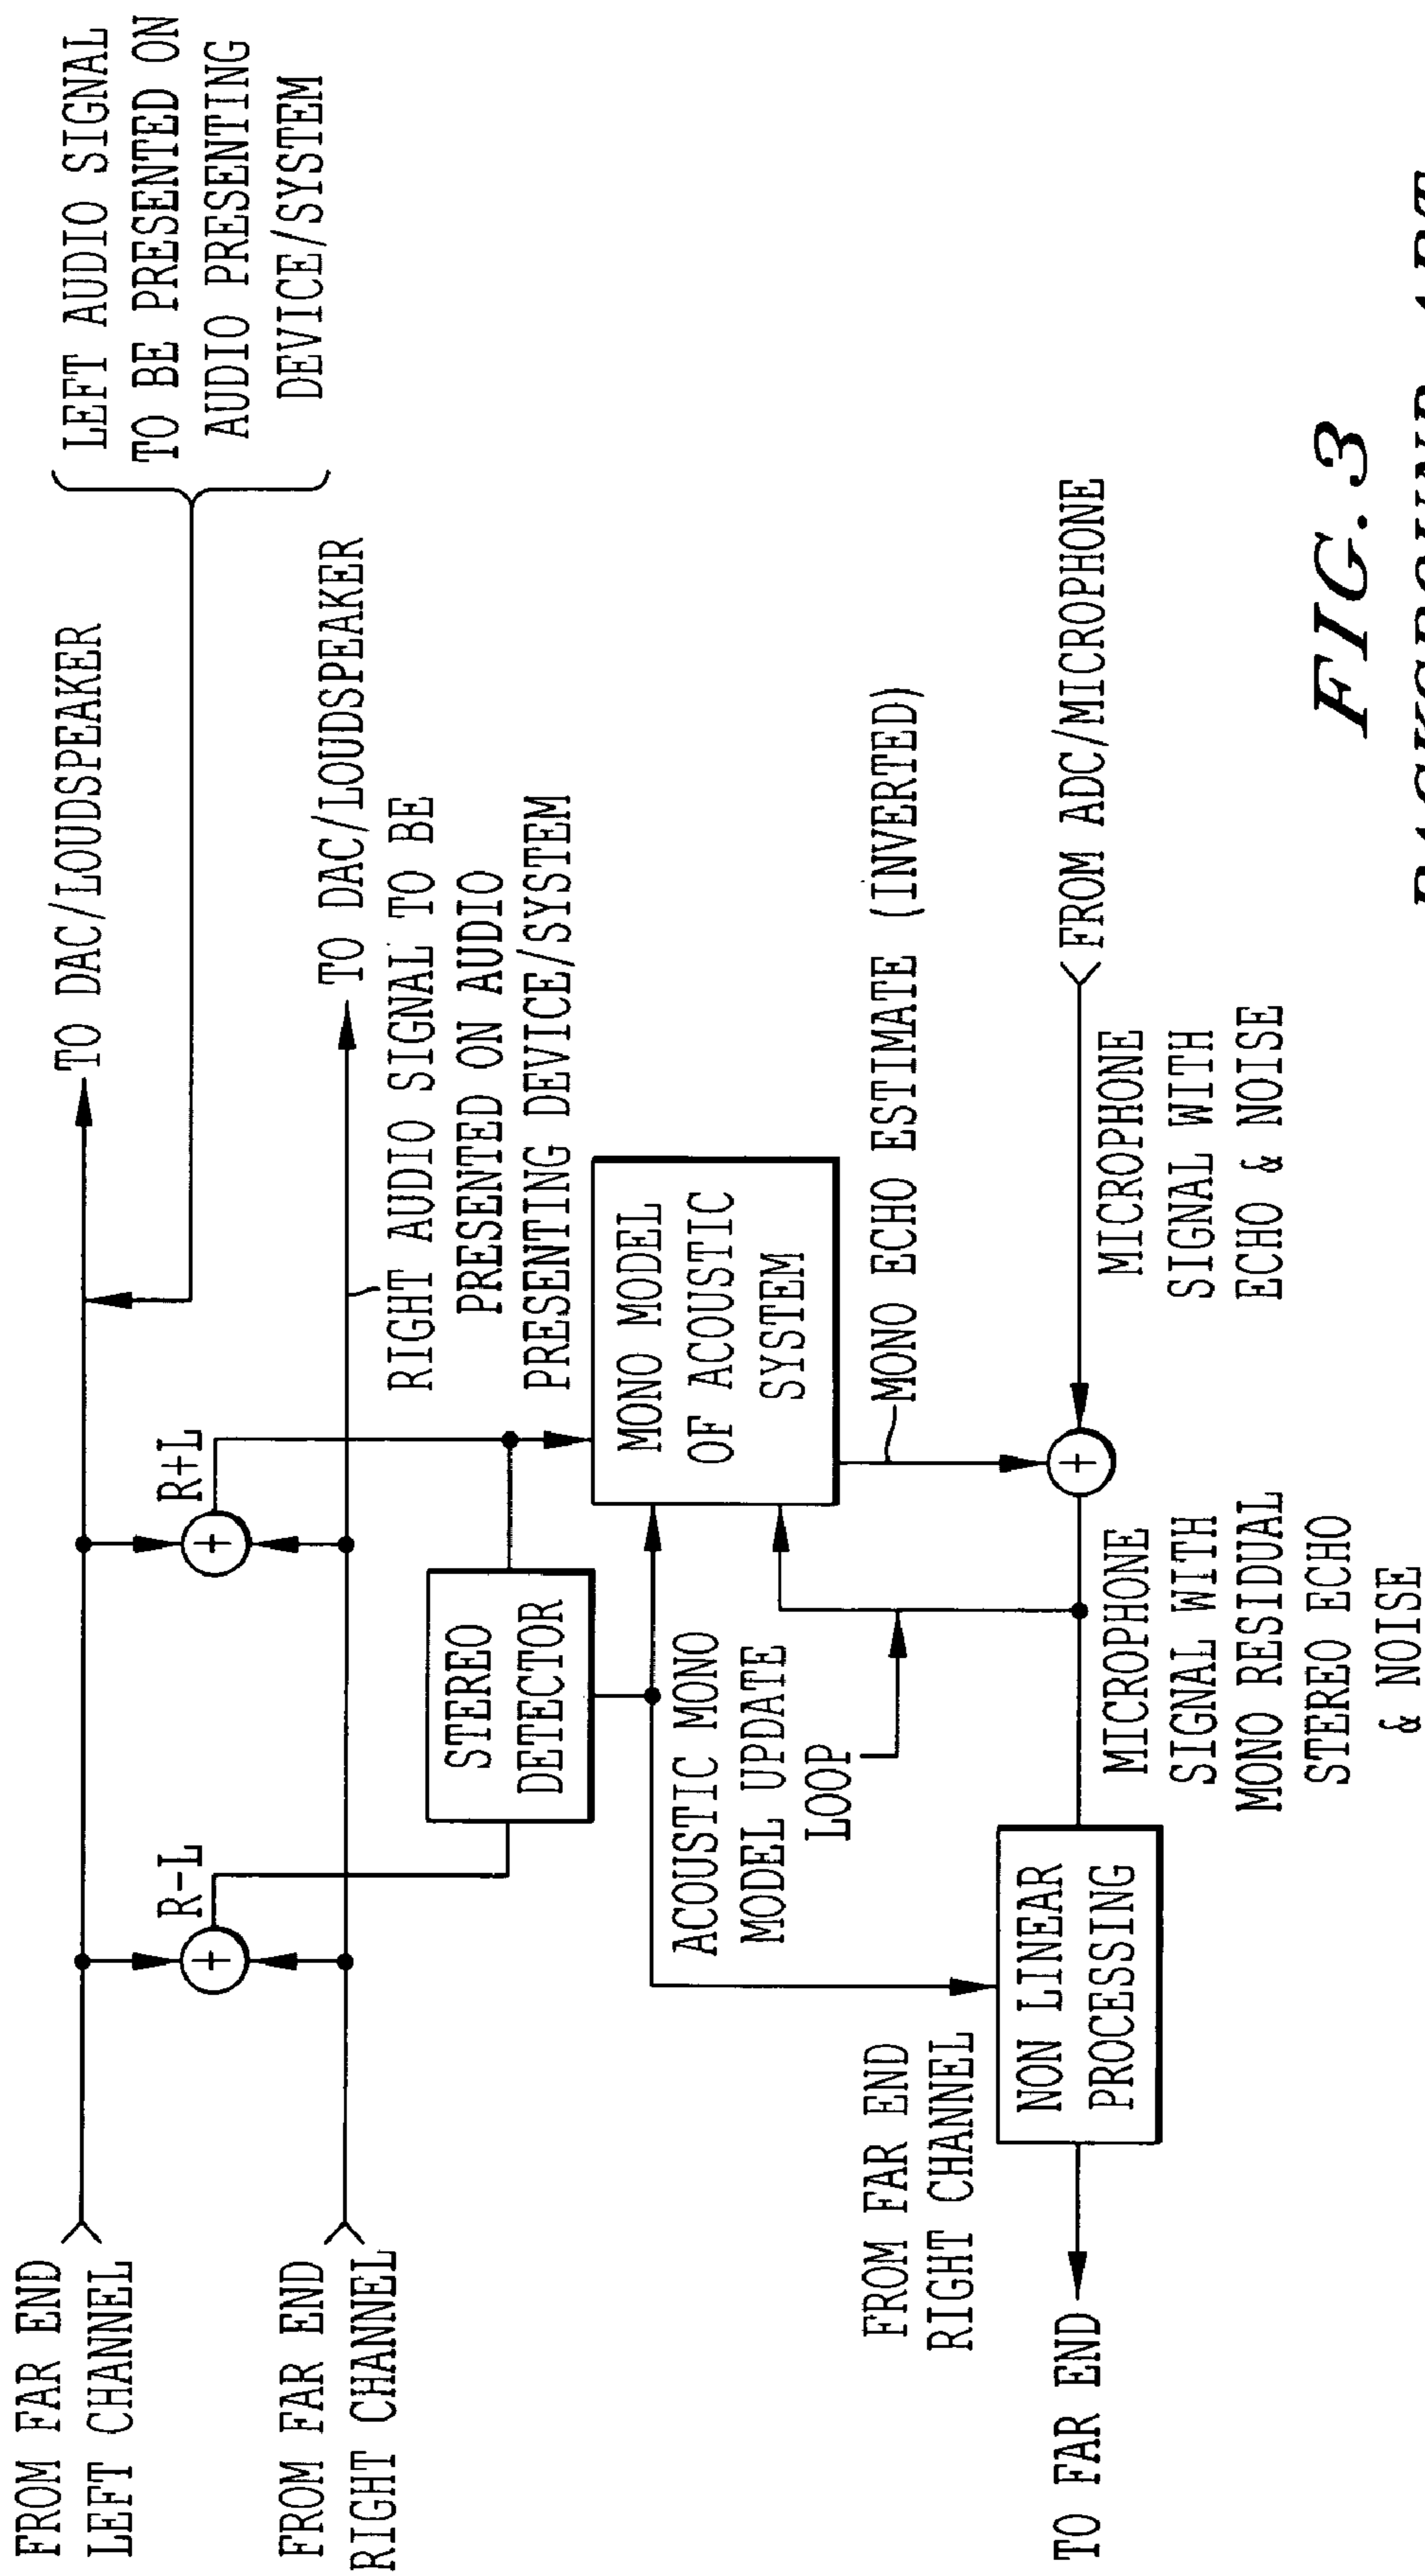 FROM FAR END
LEFT CHANNEL
R-L
R+L
TO DAC/LOUDSPEAKER
LEFT AUDIO SIGNAL
TO BE PRESENTED ON
AUDIO PRESENTING
DEVICE/SYSTEM
FROM FAR END
RIGHT CHANNEL
TO DAC/LOUDSPEAKER
RIGHT AUDIO SIGNAL TO BE
PRESENTED ON AUDIO
PRESENTING DEVICE/SYSTEM
STEREO
DETECTOR
MONO MODEL
OF ACOUSTIC
SYSTEM
ACOUSTIC MONO
MODEL UPDATE
LOOP
MONO ECHO ESTIMATE (INVERTED)
FROM FAR END
RIGHT CHANNEL
NON LINEAR
PROCESSING
TO FAR END
+
+
+
FROM ADC/MICROPHONE
MICROPHONE
SIGNAL WITH
MONO RESIDUAL
STEREO ECHO
& NOISE
MICROPHONE
SIGNAL WITH
ECHO & NOISE
FIG.3